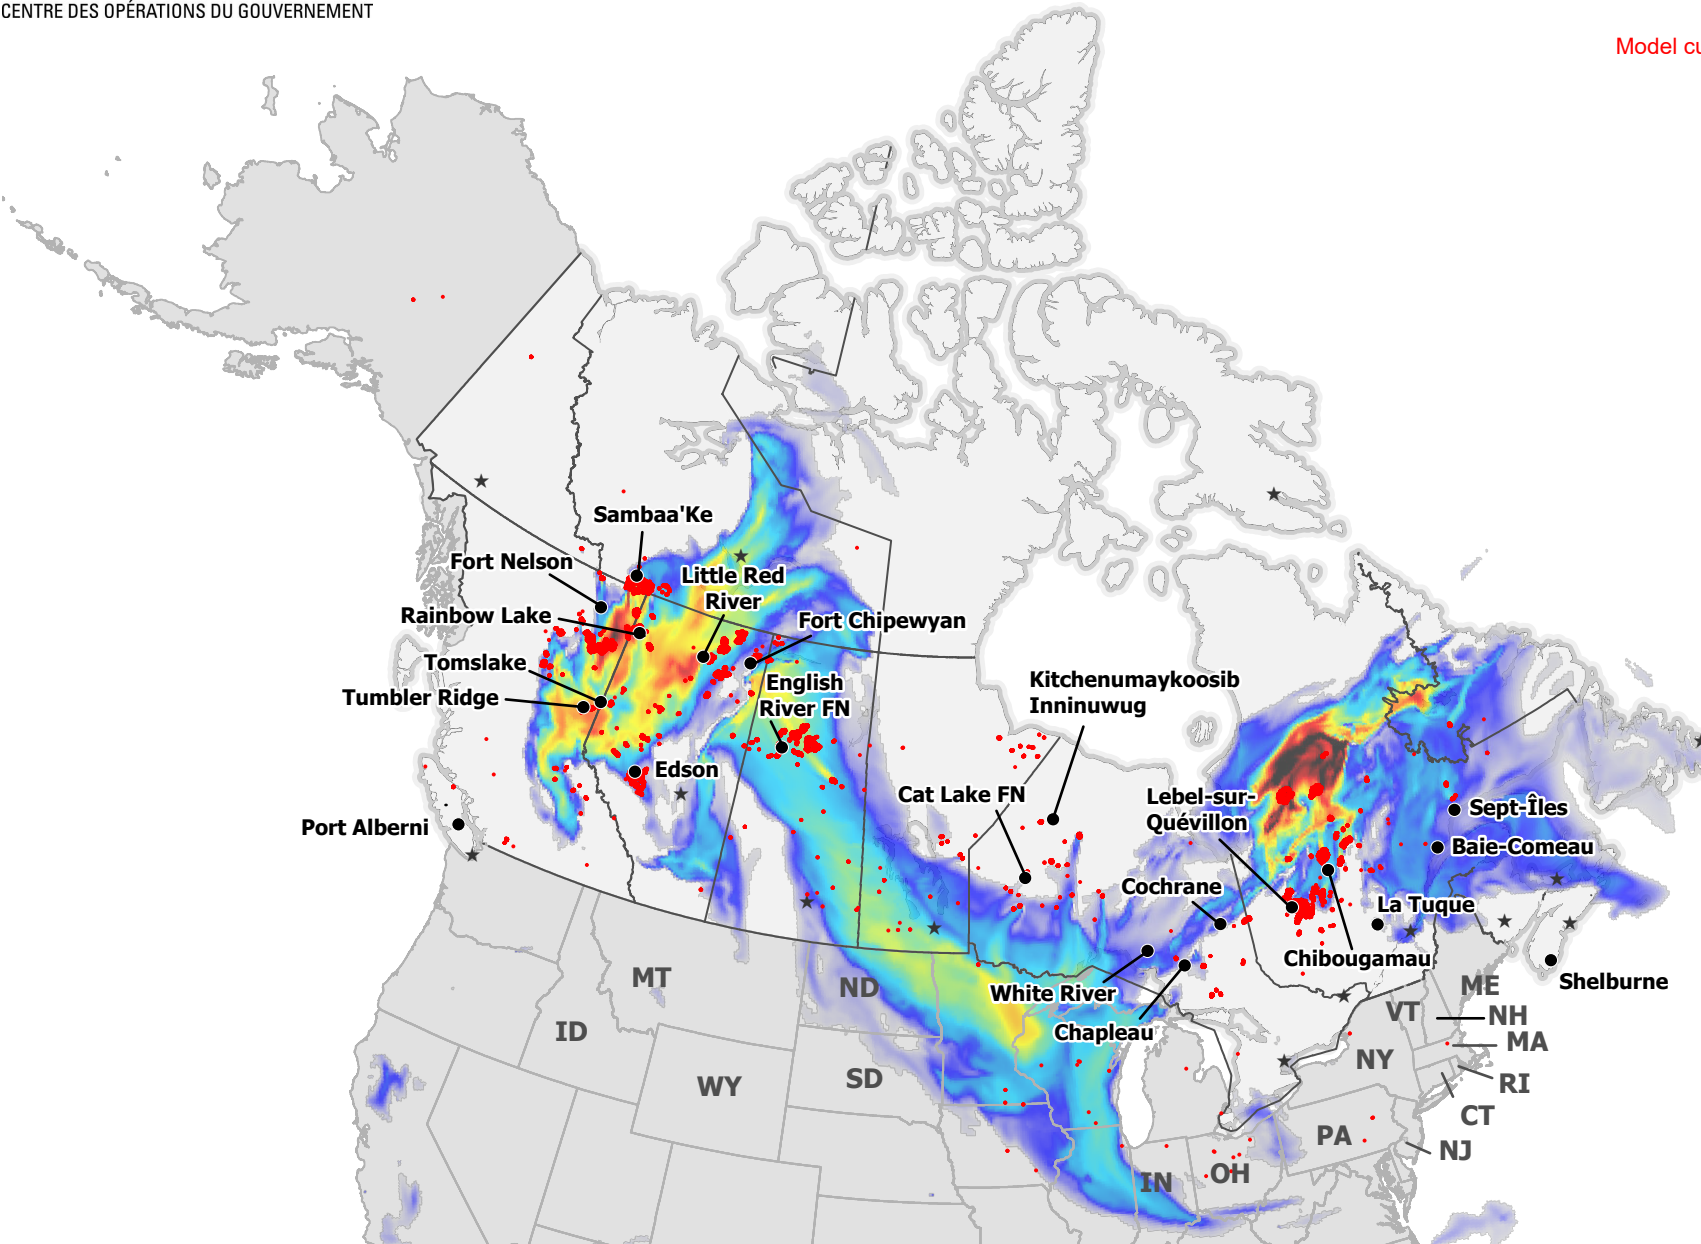 CENTRE DES OPÉRATIONS DU GOUVERNEMENT
Model
Sambaa'Ke
Fort Nelson
Little Red
River
Rainbow Lake
Fort Chipewyan
Tomslake
Tumbler Ridge
English
River FN
Kitchenumaykoosib
Inninuwug
Edson
Cat Lake FN
Lebel-sur-
Quévillon
Sept-Îles
Port Alberni
Baie-Comeau
Cochrane
La Tuque
Chibougamau
White River
Shelburne
Chapleau
MT
ND
ME
VT
NH
ID
MA
NY
WY
SD
RI
CT
PA
NJ
OH
IN